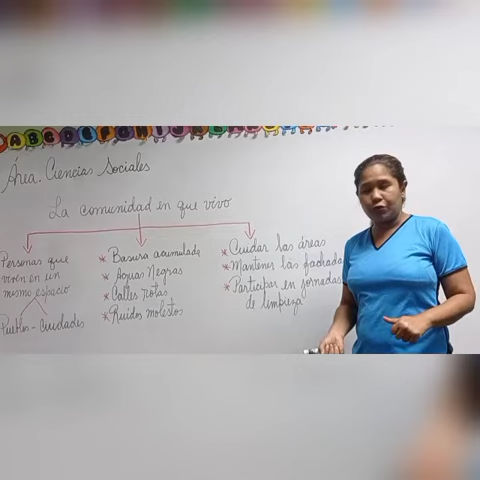 A B C D E F G H I J
Área. Ciencias Sociales
La comunidad en que vivo
Personas que
viven en un
mismo espacio
Pueblos - Ciudades
* Basura acumulada
* Aguas Negras
* Calles Rotas
* Ruidos molestos
* Cuidar las áreas
* Mantener las fachadas
* Participar en jornadas
de limpieza